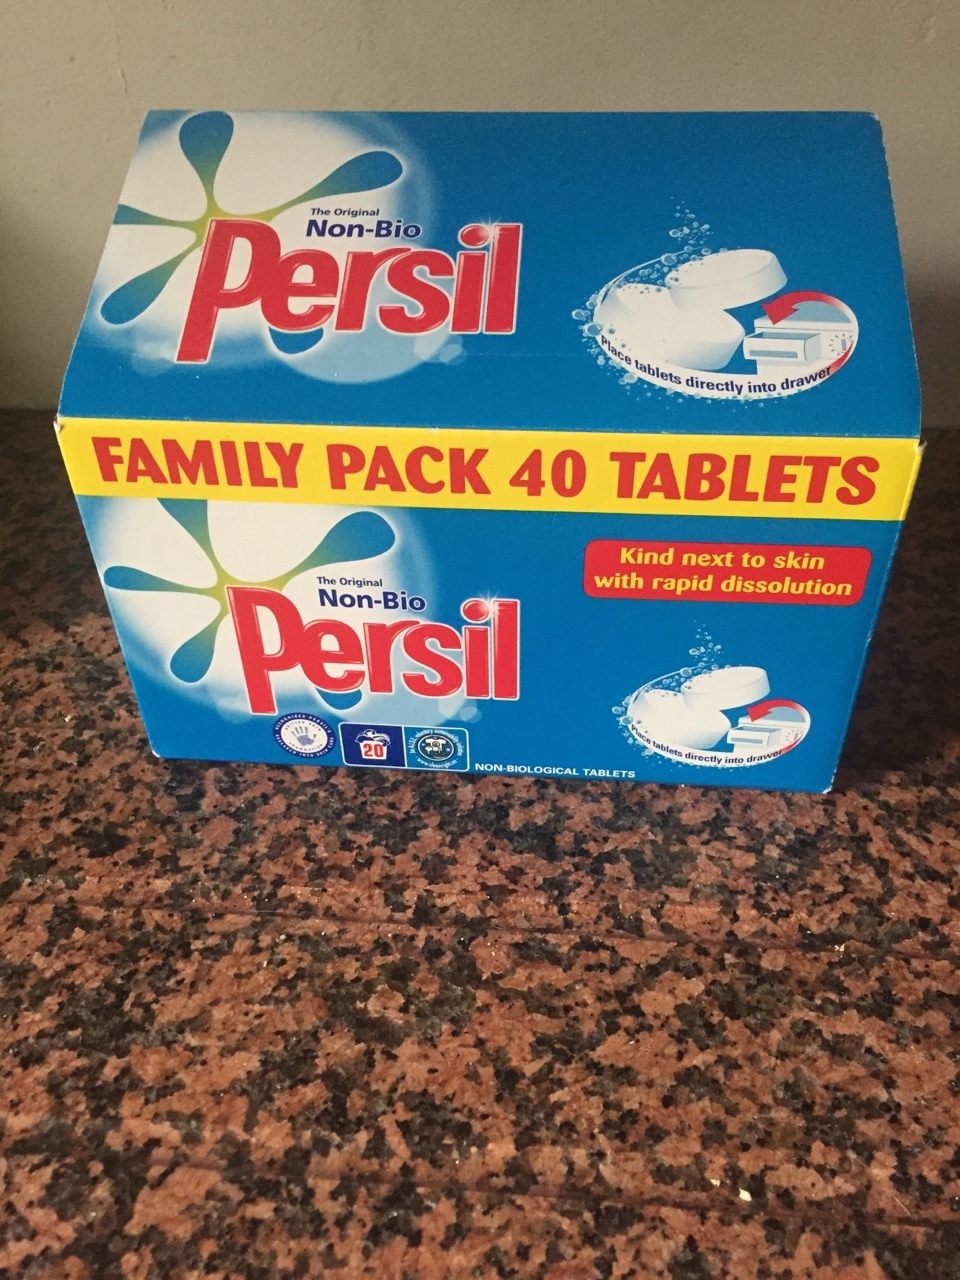 The Original
Non-Bio
Persil
Place tablets directly into drawer
FAMILY PACK 40 TABLETS
Kind next to skin
with rapid dissolution
The Original
Non-Bio
Persil
Place tablets directly into drawer
20
NON-BIOLOGICAL TABLETS